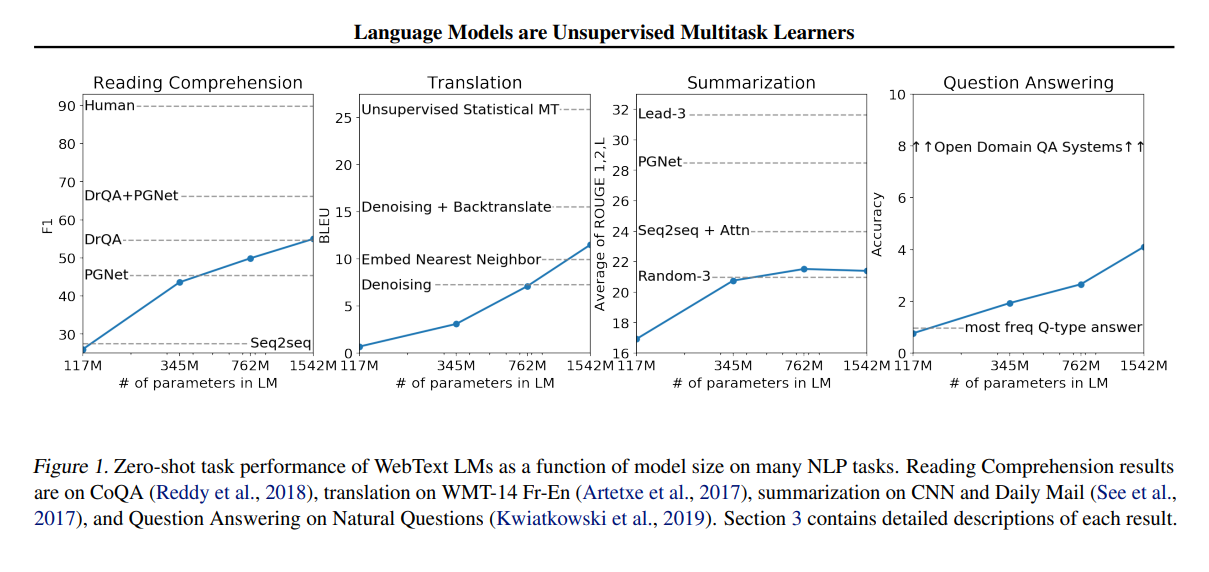 Language Models are Unsupervised Multitask Learners
Reading Comprehension
F1
90
80
70
60
50
40
30
Human
DrQA+PGNet
DrQA
PGNet
Seq2seq
117M 345M 762M 1542M
# of parameters in LM
Translation
BLEU
25
20
15
10
5
0
Unsupervised Statistical MT
Denoising + Backtranslate
Embed Nearest Neighbor
Denoising
117M 345M 762M 1542M
# of parameters in LM
Summarization
Average of ROUGE 1,2,L
32
30
28
26
24
22
20
18
16
Lead-3
PGNet
Seq2seq + Attn
Random-3
117M 345M 762M 1542M
# of parameters in LM
Question Answering
Accuracy
10
8
6
4
2
0
↑↑Open Domain QA Systems↑↑
most freq Q-type answer
117M 345M 762M 1542M
# of parameters in LM
Figure 1. Zero-shot task performance of WebText LMs as a function of model size on many NLP tasks. Reading Comprehension results
are on CoQA (Reddy et al., 2018), translation on WMT-14 Fr-En (Artetxe et al., 2017), summarization on CNN and Daily Mail (See et al.,
2017), and Question Answering on Natural Questions (Kwiatkowski et al., 2019). Section 3 contains detailed descriptions of each result.